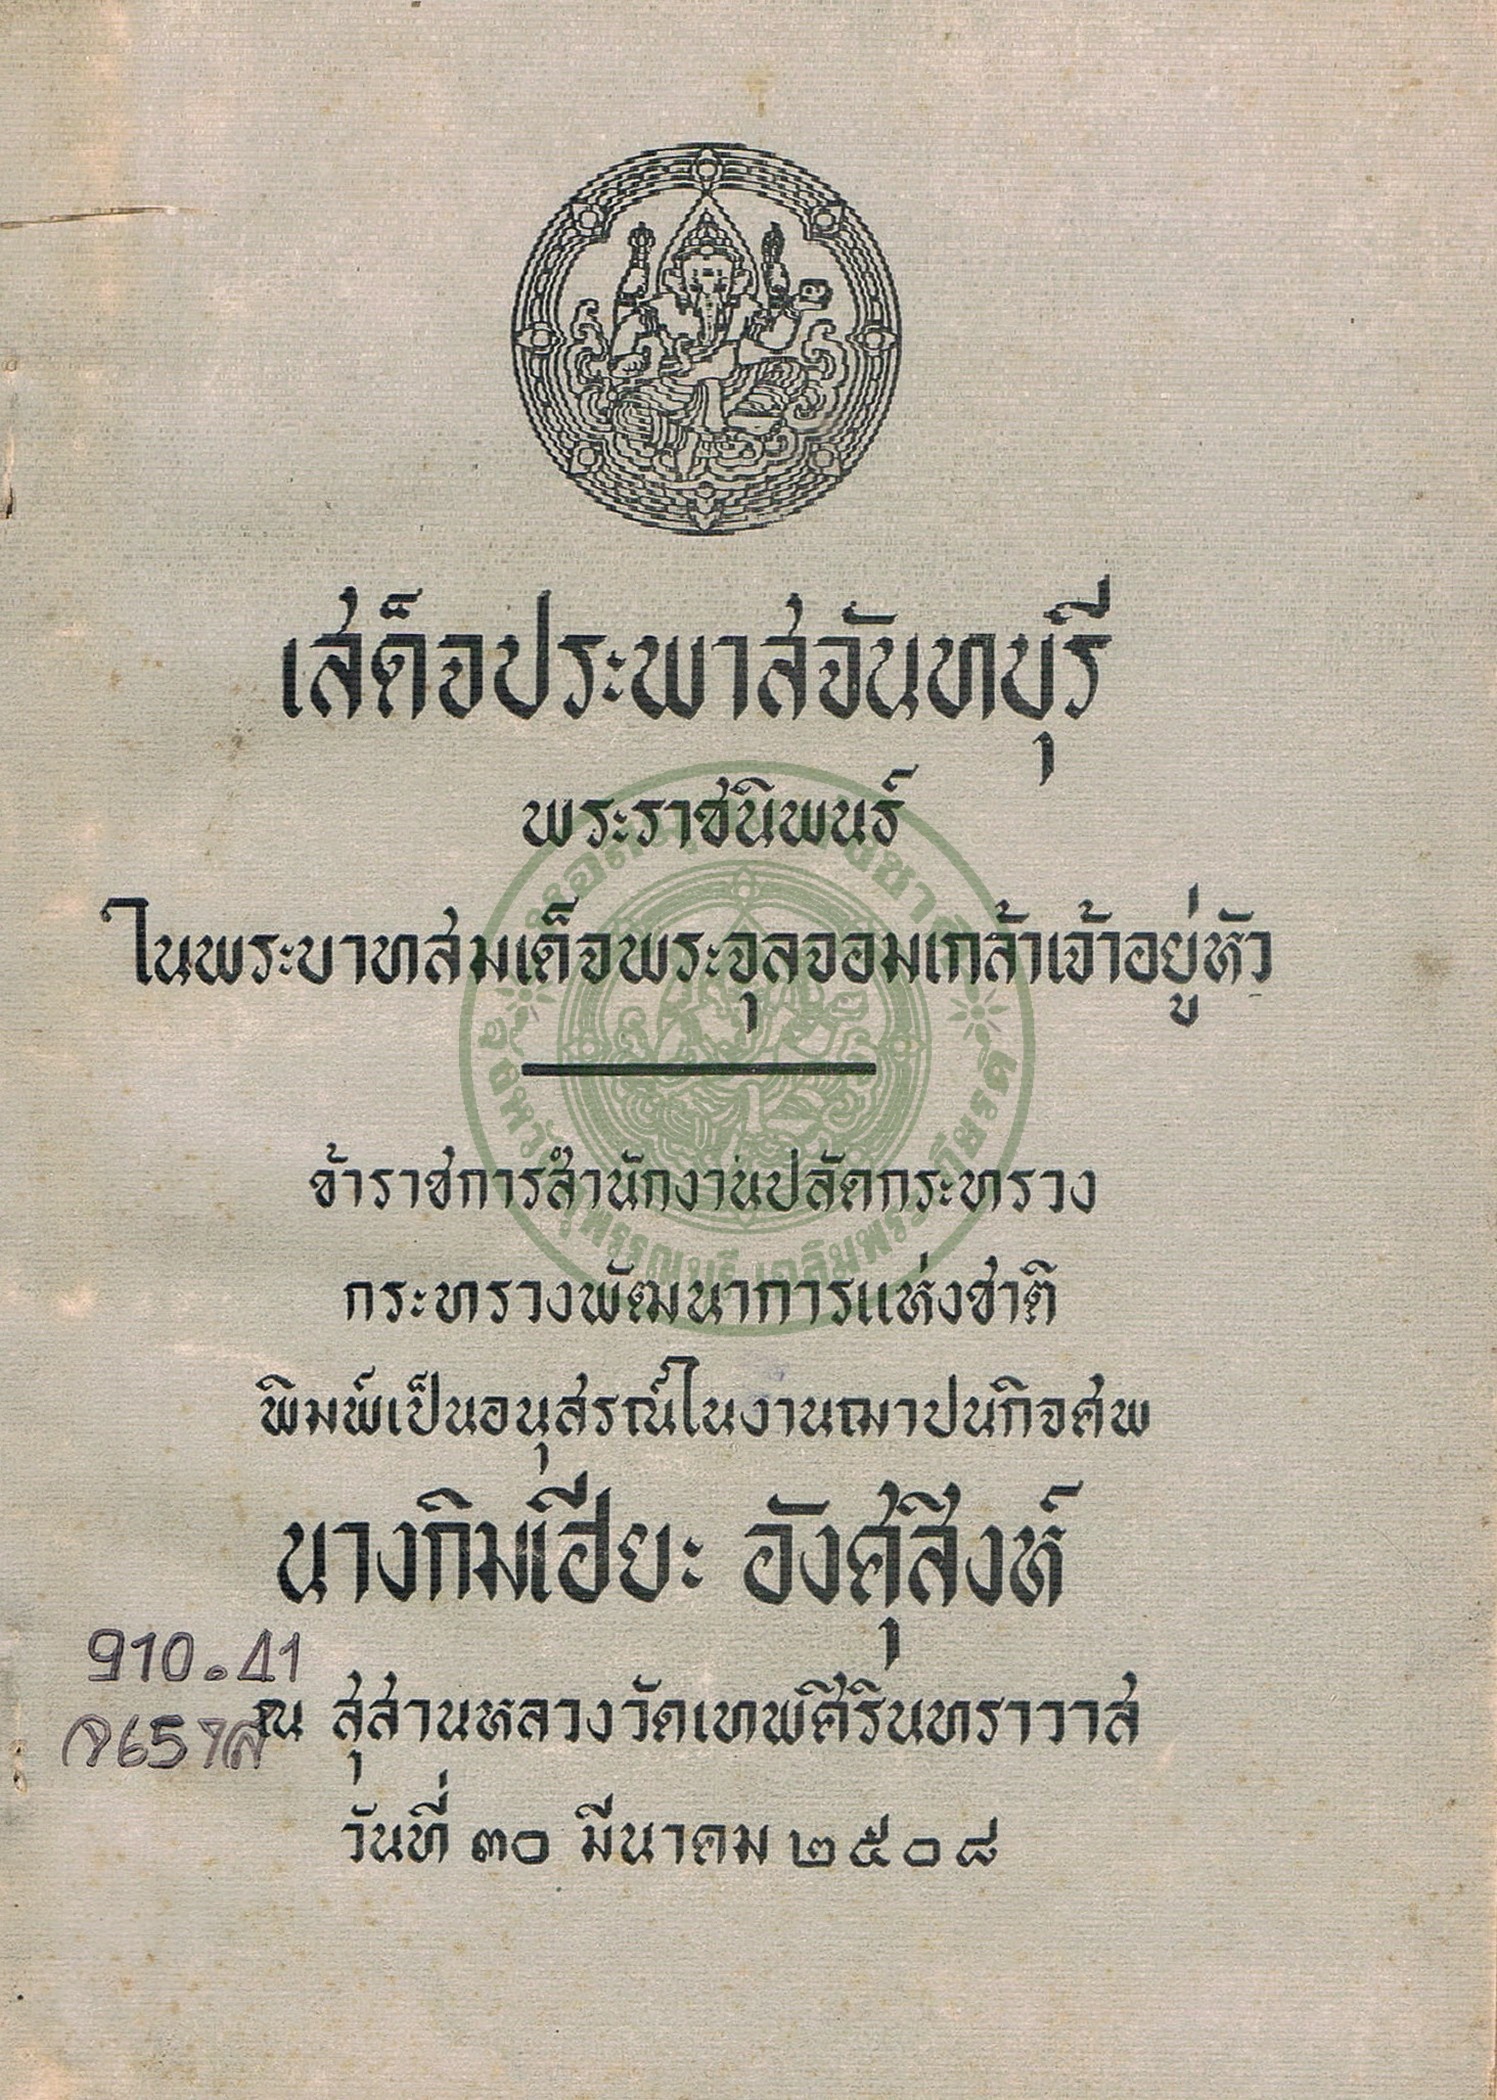 เสด็จประพาสจันทบุรี
พระราชนิพนธ์
ในพระบาทสมเด็จพระจุลจอมเกล้าเจ้าอยู่หัว
ข้าราชการสำนักงานปลัดกระทรวง
กระทรวงพัฒนาการแห่งชาติ
พิมพ์เป็นอนุสรณ์ในงานฌาปนกิจศพ
นางกิมเฮียะ อังศุสิงห์
910.41
ณ สุสานหลวงวัดเทพศิรินทราวาส
จ657ส
วันที่ ๓๐ มีนาคม ๒๕๐๘